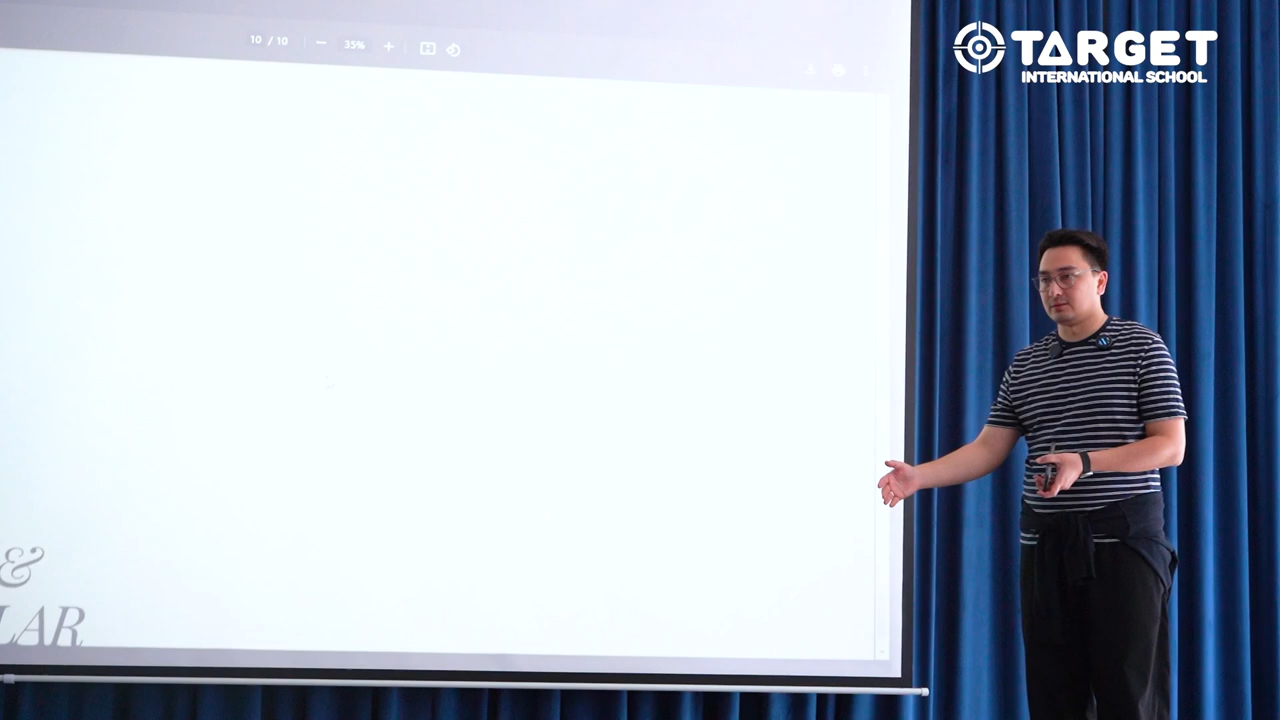 10 / 10
35%
TARGET
INTERNATIONAL SCHOOL
&
LAR